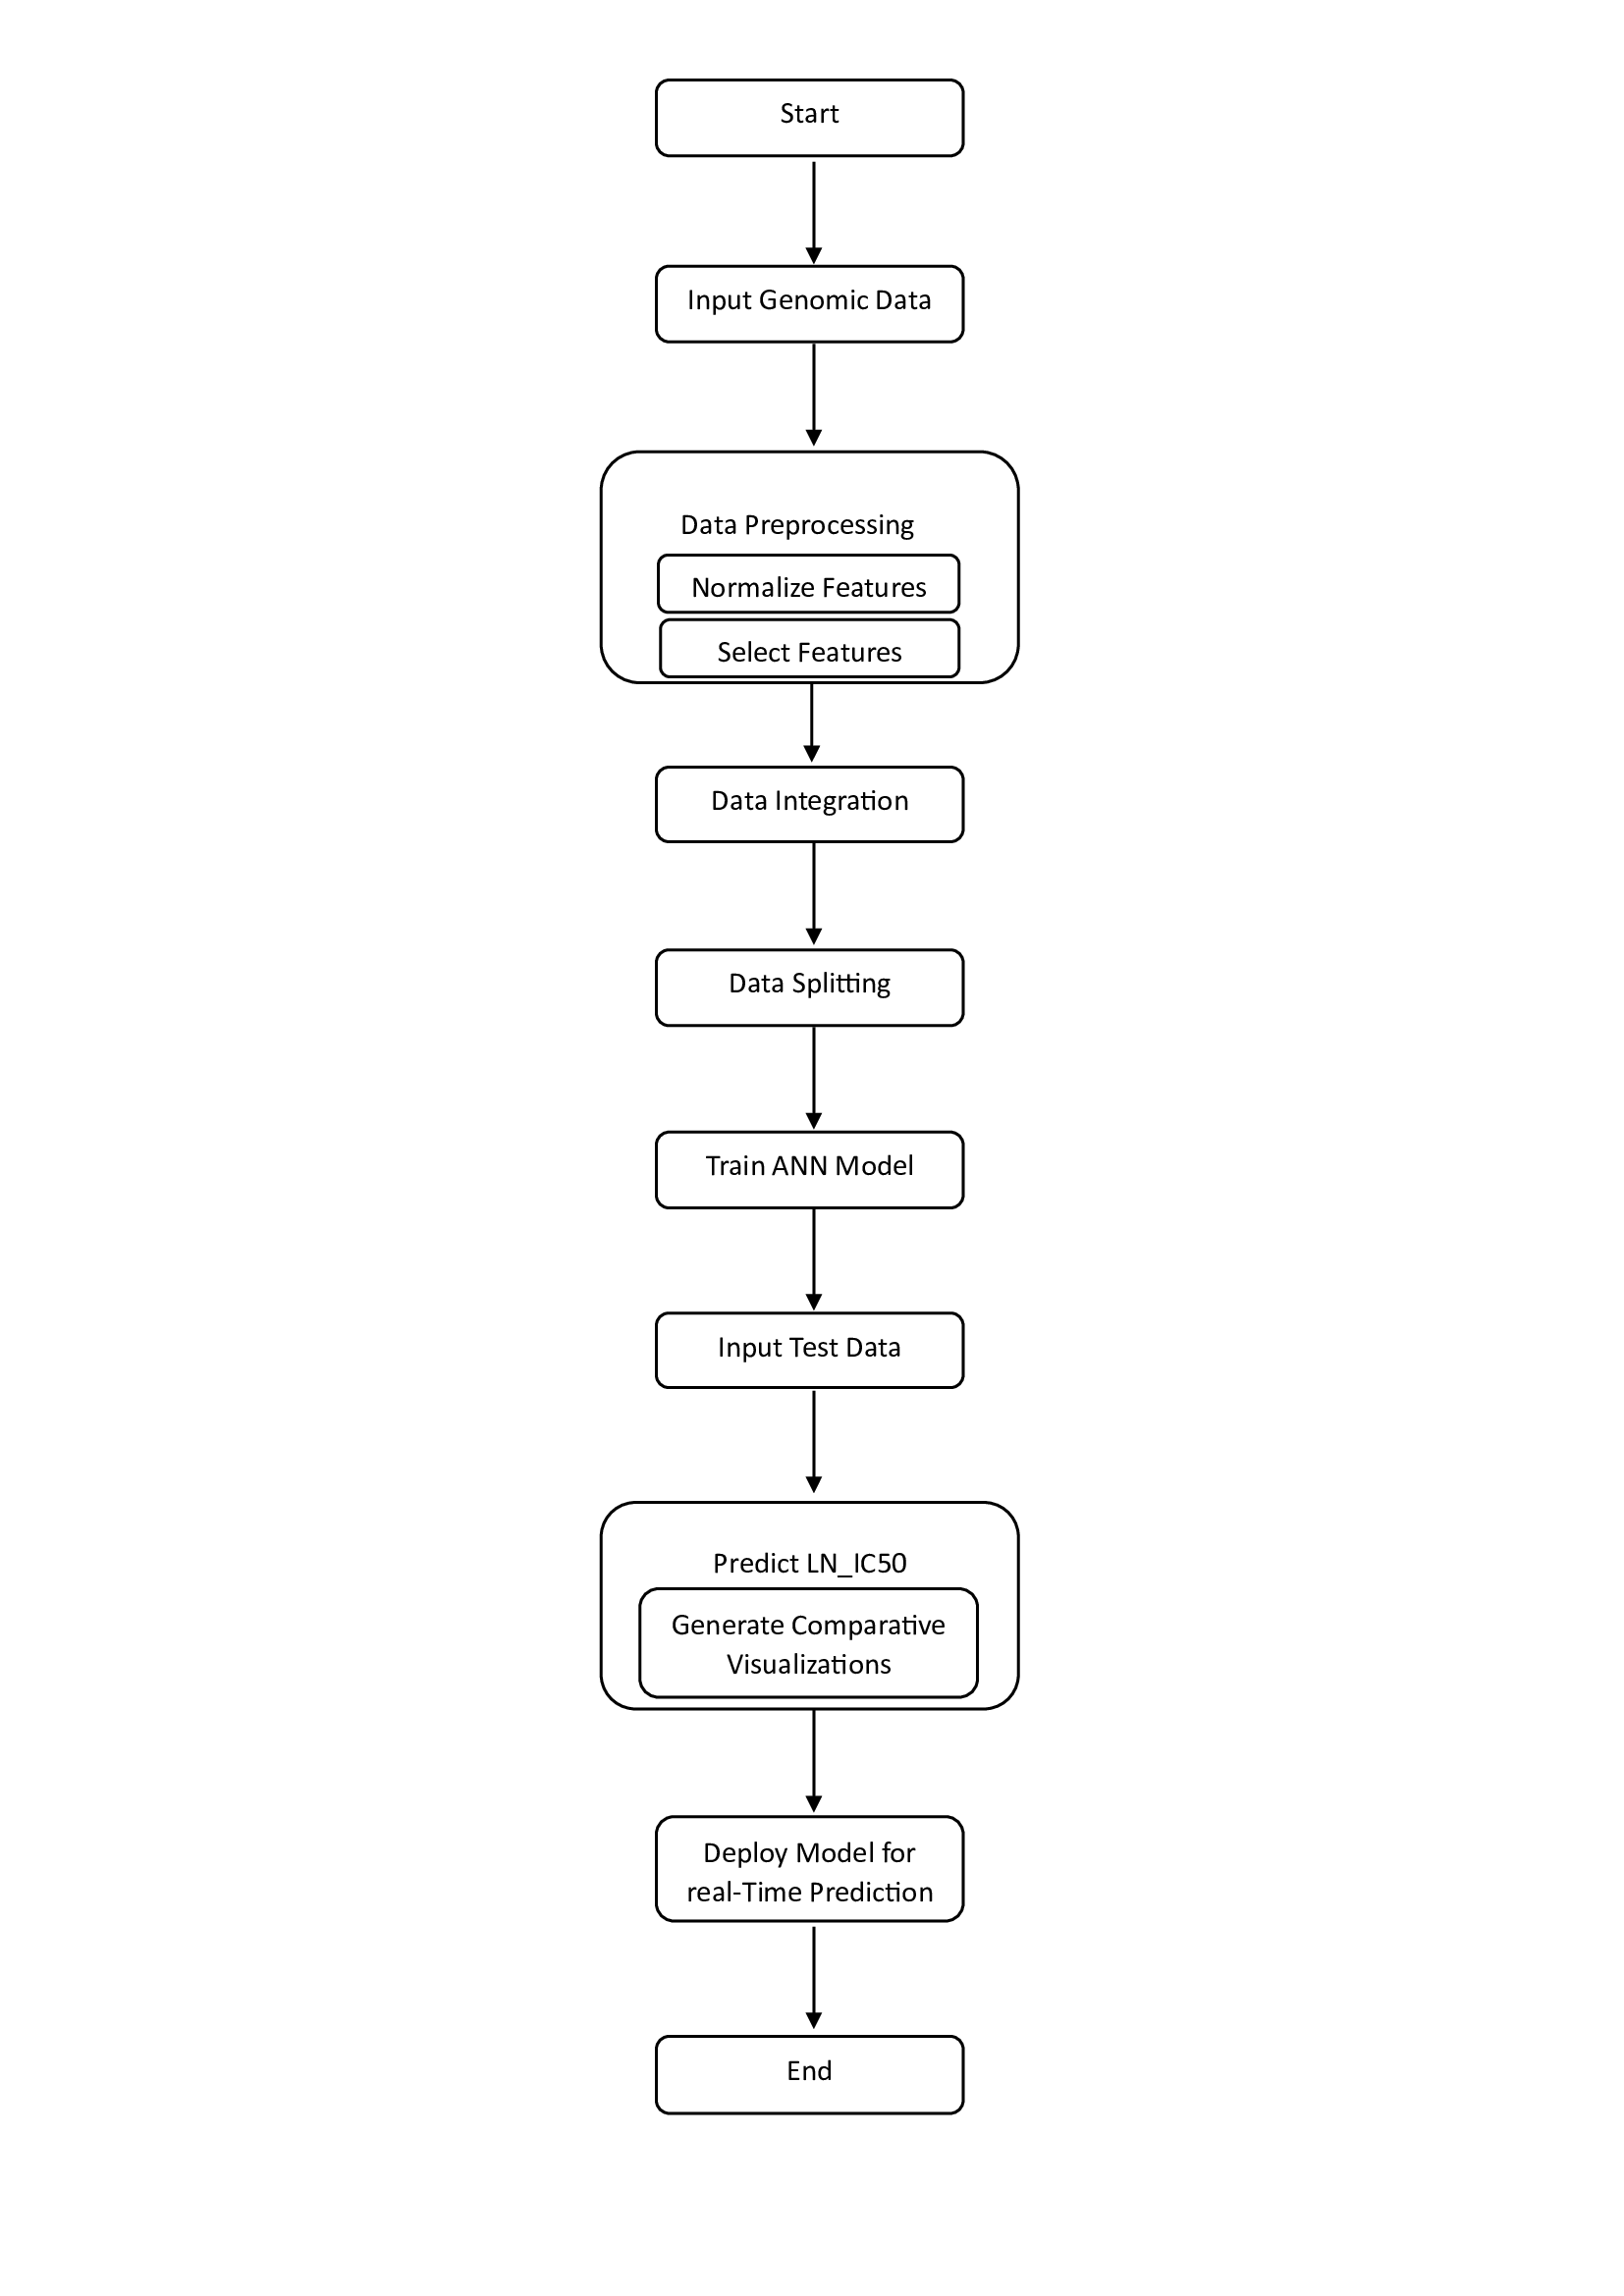 Start
Input Genomic Data
Data Preprocessing
Normalize Features
Select Features
Data Integration
Data Splitting
Train ANN Model
Input Test Data
Predict LN_IC50
Generate Comparative
Visualizations
Deploy Model for
real-Time Prediction
End